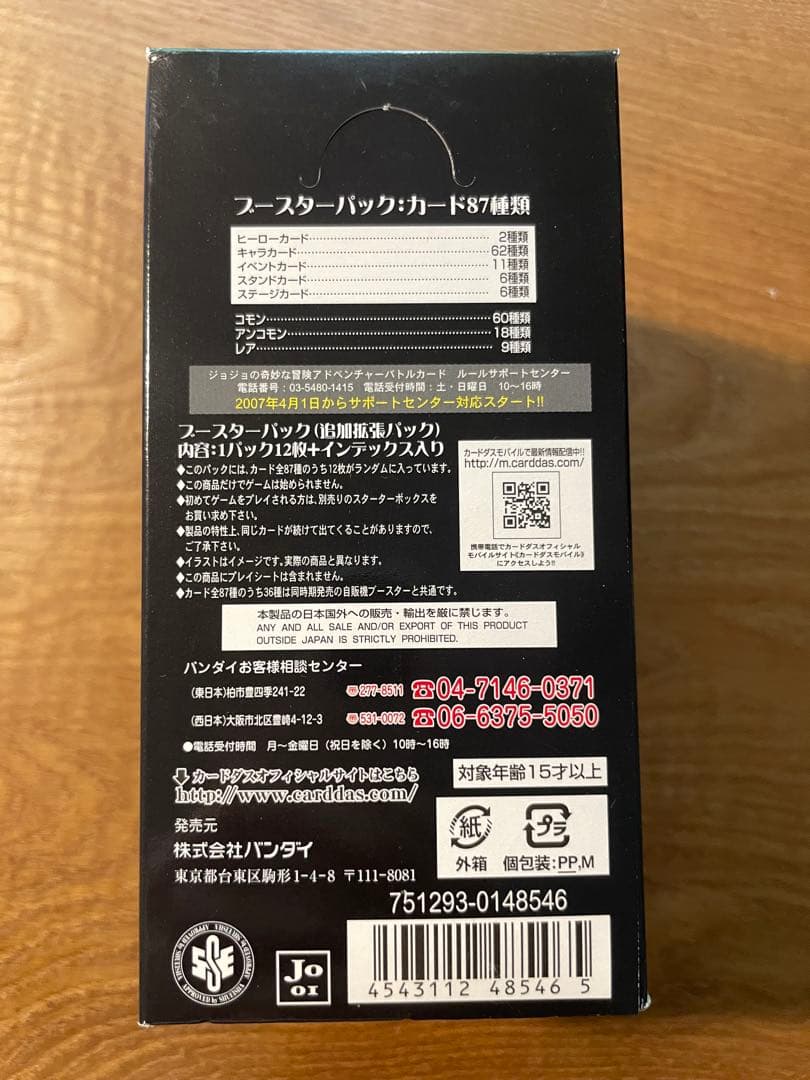 ブースターパック:カード87種類
ヒーローカード………………………2種類
キャラカード…………………………62種類
イベントカード………………………11種類
スタンドカード………………………6種類
ステージカード………………………6種類
コモン…………………………………60種類
アンコモン……………………………18種類
レア……………………………………9種類
ジョジョの奇妙な冒険アドベンチャーバトルカード ルールサポートセンター
電話番号:03-5480-1415 電話受付時間:土・日曜日 10〜16時
2007年4月1日からサポートセンター対応スタート!!
ブースターパック(追加拡張パック)
内容:1パック12枚+インデックス入り
◆このパックには、カード全87種のうち12枚がランダムに入っています。
◆この商品だけでゲームは始められません。
◆初めてゲームをプレイされる方は、別売りのスターターボックスを
お買い求め下さい。
◆製品の特性上、同じカードが続けて出てくることがありますので、
ご了承下さい。
◆イラストはイメージです。実際の商品と異なります。
◆この商品にプレイシートは含まれません。
◆カード全87種のうち36種は同時期発売の自販機ブースターと共通です。
カードダスモバイルで最新情報配信中!!
http://m.carddas.com/
携帯電話でカードダスオフィシャル
モバイルサイト《カードダスモバイル》
にアクセスしよう!!
本製品の日本国外への販売・輸出を厳に禁じます。
ANY AND ALL SALE AND/OR EXPORT OF THIS PRODUCT
OUTSIDE JAPAN IS STRICTLY PROHIBITED.
バンダイお客様相談センター
(東日本)柏市豊四季241-22 〒277-8511 ☎04-7146-0371
(西日本)大阪市北区豊崎4-12-3 〒531-0072 ☎06-6375-5050
●電話受付時間 月〜金曜日(祝日を除く)10時〜16時
カードダスオフィシャルサイトはこちら
http://www.carddas.com/
対象年齢15才以上
発売元
株式会社バンダイ
東京都台東区駒形1-4-8 〒111-8081
紙
外箱
プラ
個包装:PP,M
751293-0148546
APPROVED by SHUEISHA
Jo
01
4543112 48546 5